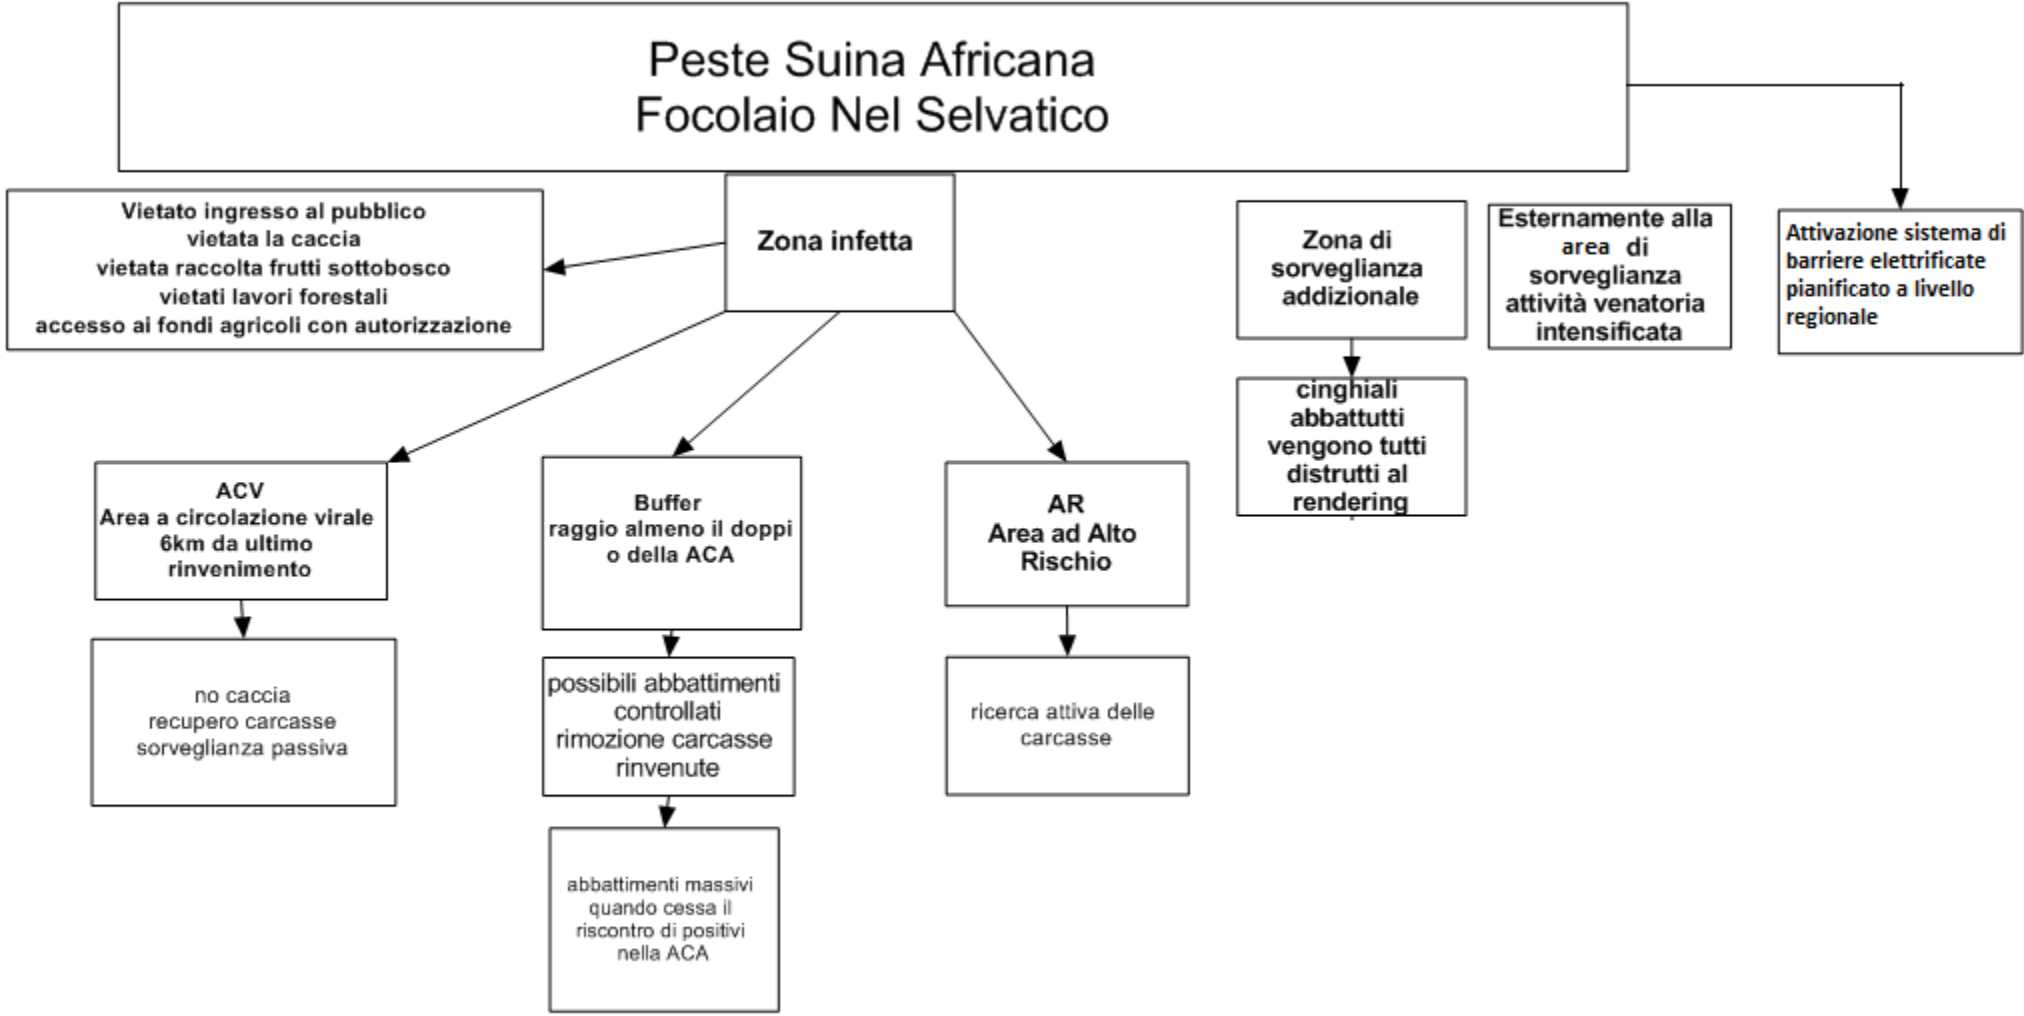 Peste Suina Africana
Focolaio Nel Selvatico
Vietato ingresso al pubblico
vietata la caccia
vietata raccolta frutti sottobosco
vietati lavori forestali
accesso ai fondi agricoli con autorizzazione
Zona infetta
Zona di
sorveglianza
addizionale
Esternamente alla
area di
sorveglianza
attività venatoria
intensificata
Attivazione sistema di
barriere elettrificate
pianificato a livello
regionale
cinghiali
abbattutti
vengono tutti
distrutti al
rendering
ACV
Area a circolazione virale
6km da ultimo
rinvenimento
Buffer
raggio almeno il doppi
o della ACA
AR
Area ad Alto
Rischio
no caccia
recupero carcasse
sorveglianza passiva
possibili abbattimenti
controllati
rimozione carcasse
rinvenute
ricerca attiva delle
carcasse
abbattimenti massivi
quando cessa il
riscontro di positivi
nella ACA